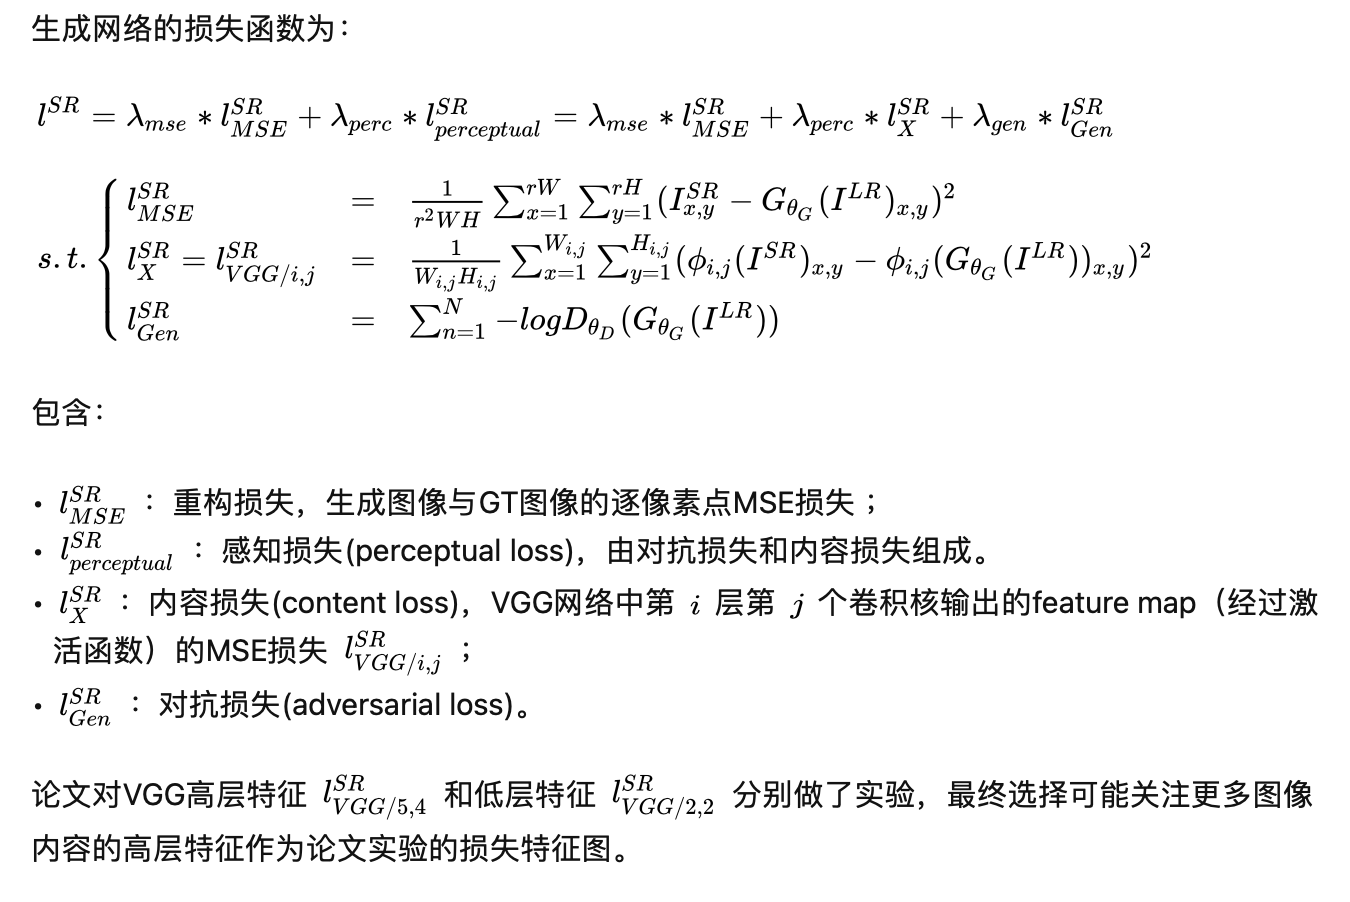 生成网络的损失函数为：
$l^{SR} = \lambda_{mse} * l^{SR}_{MSE} + \lambda_{perc} * l^{SR}_{perceptual} = \lambda_{mse} * l^{SR}_{MSE} + \lambda_{perc} * l^{SR}_{X} + \lambda_{gen} * l^{SR}_{Gen}$
$s.t. \begin{cases} l^{SR}_{MSE} & = & \frac{1}{r^2WH} \sum_{x=1}^{rW} \sum_{y=1}^{rH} (I^{SR}_{x,y} - G_{\theta_G}(I^{LR})_{x,y})^2 \\ l^{SR}_{X} = l^{SR}_{VGG/i,j} & = & \frac{1}{W_{i,j}H_{i,j}} \sum_{x=1}^{W_{i,j}} \sum_{y=1}^{H_{i,j}} (\phi_{i,j}(I^{SR})_{x,y} - \phi_{i,j}(G_{\theta_G}(I^{LR}))_{x,y})^2 \\ l^{SR}_{Gen} & = & \sum_{n=1}^{N} -logD_{\theta_D}(G_{\theta_G}(I^{LR})) \end{cases}$
包含：
• $l^{SR}_{MSE}$ ：重构损失，生成图像与GT图像的逐像素点MSE损失；
• $l^{SR}_{perceptual}$ ：感知损失(perceptual loss)，由对抗损失和内容损失组成。
• $l^{SR}_{X}$ ：内容损失(content loss)，VGG网络中第 $i$ 层第 $j$ 个卷积核输出的feature map（经过激
活函数）的MSE损失 $l^{SR}_{VGG/i,j}$ ；
• $l^{SR}_{Gen}$ ：对抗损失(adversarial loss)。
论文对VGG高层特征 $l^{SR}_{VGG/5,4}$ 和低层特征 $l^{SR}_{VGG/2,2}$ 分别做了实验，最终选择可能关注更多图像
内容的高层特征作为论文实验的损失特征图。